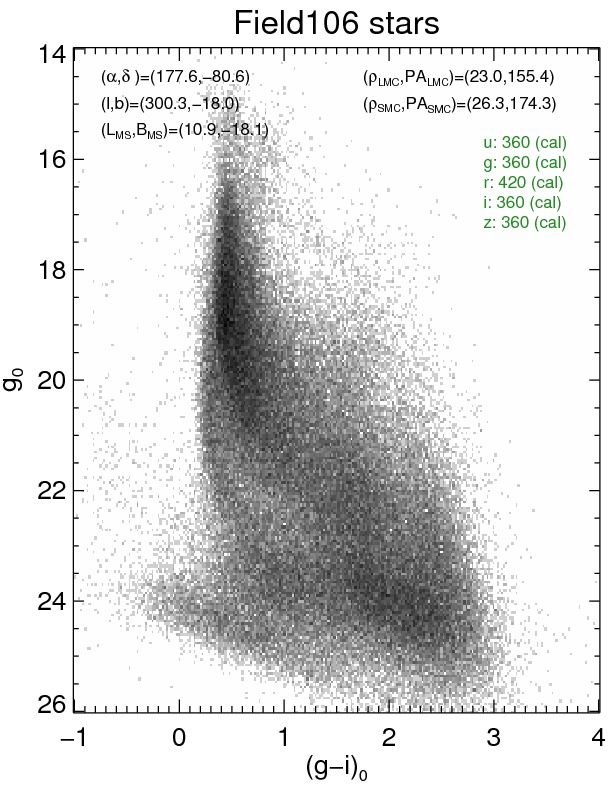 Field106 stars
(α,δ )=(177.6,−80.6)
(ρLMC,PALMC)=(23.0,155.4)
(l,b)=(300.3,−18.0)
(ρSMC,PASMC)=(26.3,174.3)
(LMS,BMS)=(10.9,−18.1)
u: 360 (cal)
g: 360 (cal)
r: 420 (cal)
i: 360 (cal)
z: 360 (cal)
14
16
18
20
22
24
26
g0
−1 0 1 2 3 4
(g−i)0